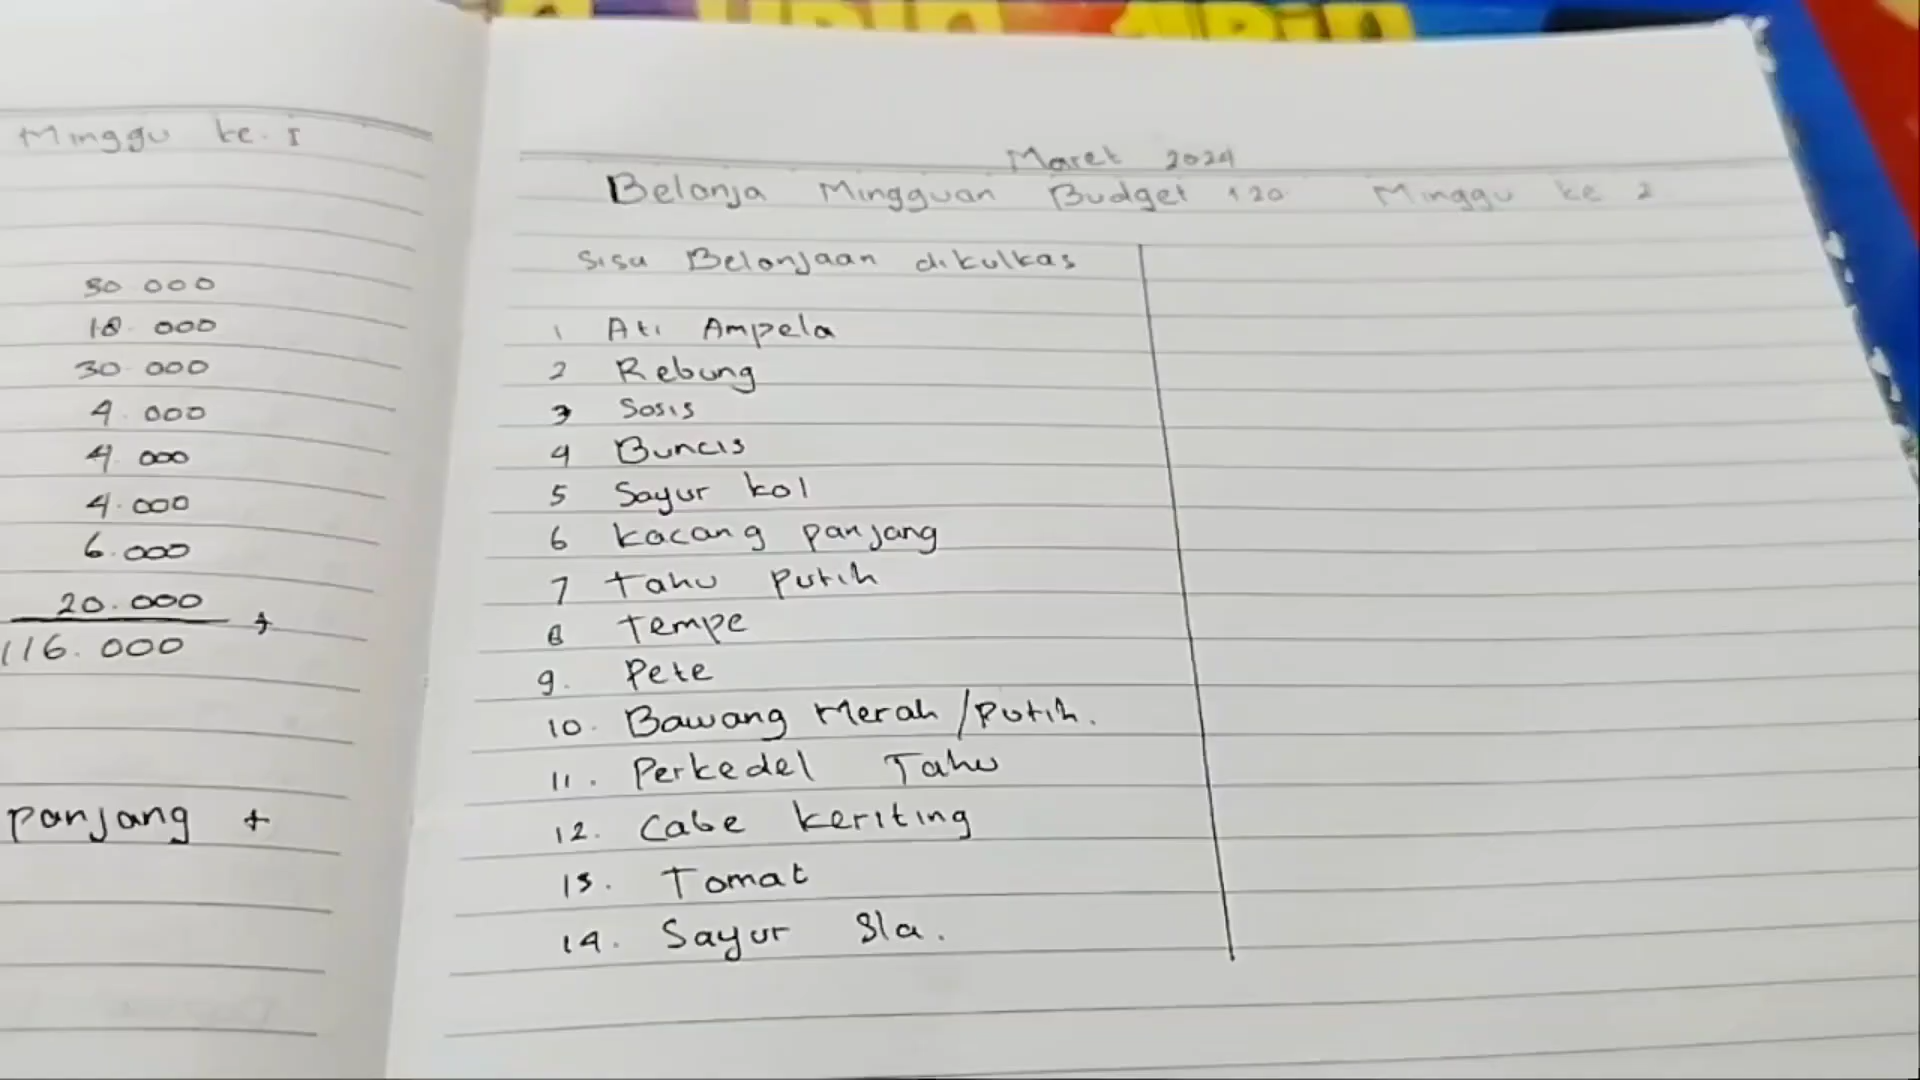 Minggu ke. I
30 000
18. 000
30 000
4. 000
4. 000
4.000
6.000
20.000 +
116.000
panjang +
Maret 2024
Belanja Mingguan Budget 120 Minggu ke 2
Sisa Belanjaan dikulkas
1 Ati Ampela
2 Rebung
3 Sosis
4 Buncis
5 Sayur kol
6 kacang panjang
7 Tahu Putih
8 Tempe
9. Pete
10. Bawang Merah / Putih.
11. Perkedel Tahu
12. Cabe keriting
13. Tomat
14. Sayur Sla.